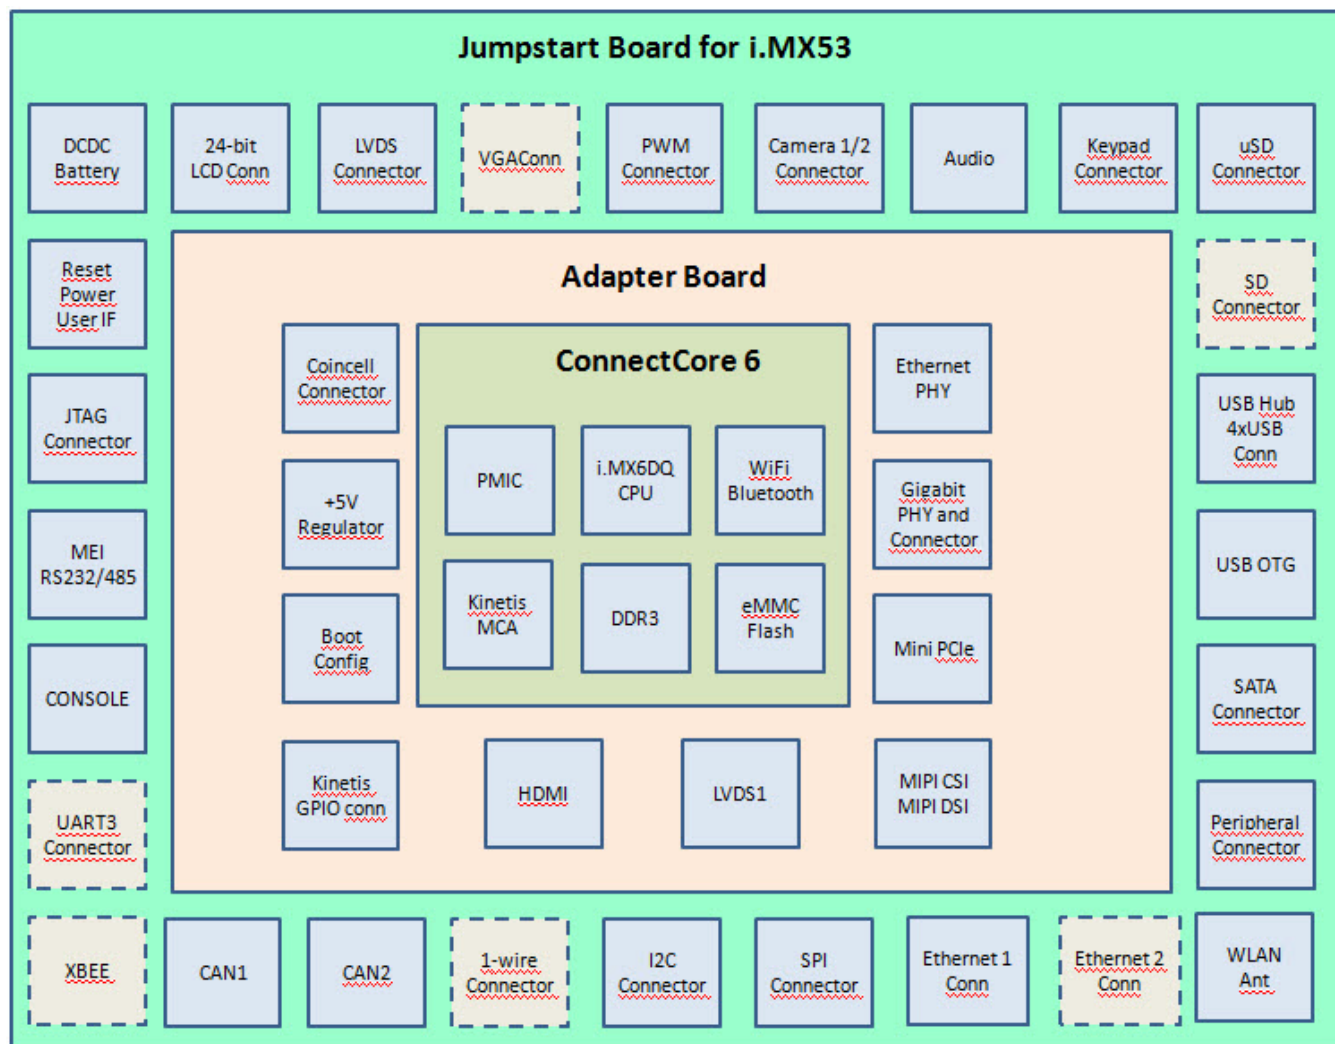 Jumpstart Board for i.MX53
DCDC
Battery
24-bit
LCD Conn
LVDS
Connector
VGAConn
PWM
Connector
Camera 1/2
Connector
Audio
Keypad
Connector
uSD
Connector
Reset
Power
User IF
JTAG
Connector
MEI
RS232/485
CONSOLE
UART3
Connector
Adapter Board
Coincell
Connector
+5V
Regulator
Boot
Config
Kinetis
GPIO conn
ConnectCore 6
PMIC
i.MX6DQ
CPU
WiFi
Bluetooth
Kinetis
MCA
DDR3
eMMC
Flash
HDMI
LVDS1
Ethernet
PHY
Gigabit
PHY and
Connector
Mini PCIe
MIPI CSI
MIPI DSI
SD
Connector
USB Hub
4xUSB
Conn
USB OTG
SATA
Connector
Peripheral
Connector
XBEE
CAN1
CAN2
1-wire
Connector
I2C
Connector
SPI
Connector
Ethernet 1
Conn
Ethernet 2
Conn
WLAN
Ant